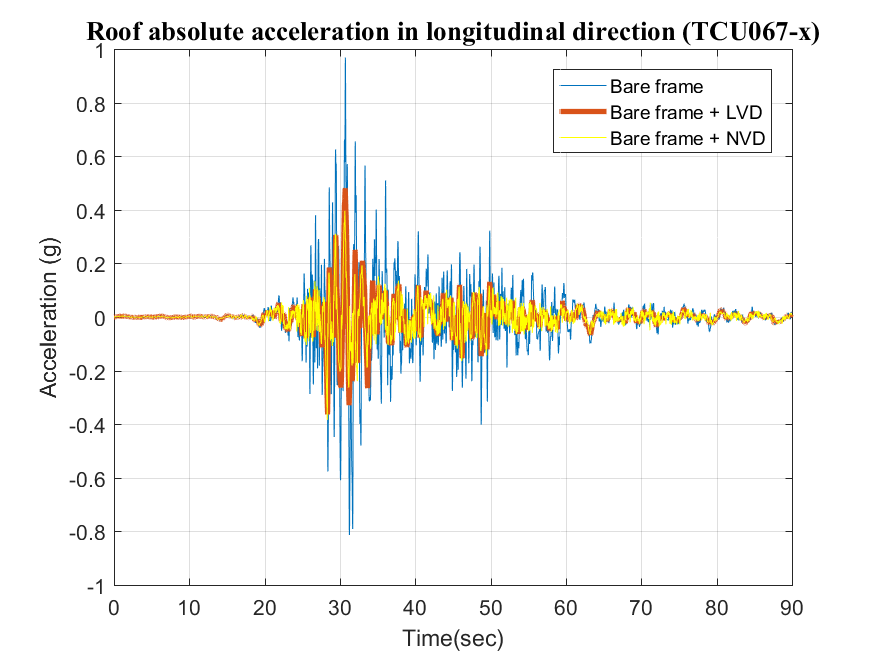 Roof absolute acceleration in longitudinal direction (TCU067-x)
Bare frame
Bare frame + LVD
Bare frame + NVD
Acceleration (g)
1
0.8
0.6
0.4
0.2
0
-0.2
-0.4
-0.6
-0.8
-1
0 10 20 30 40 50 60 70 80 90
Time(sec)